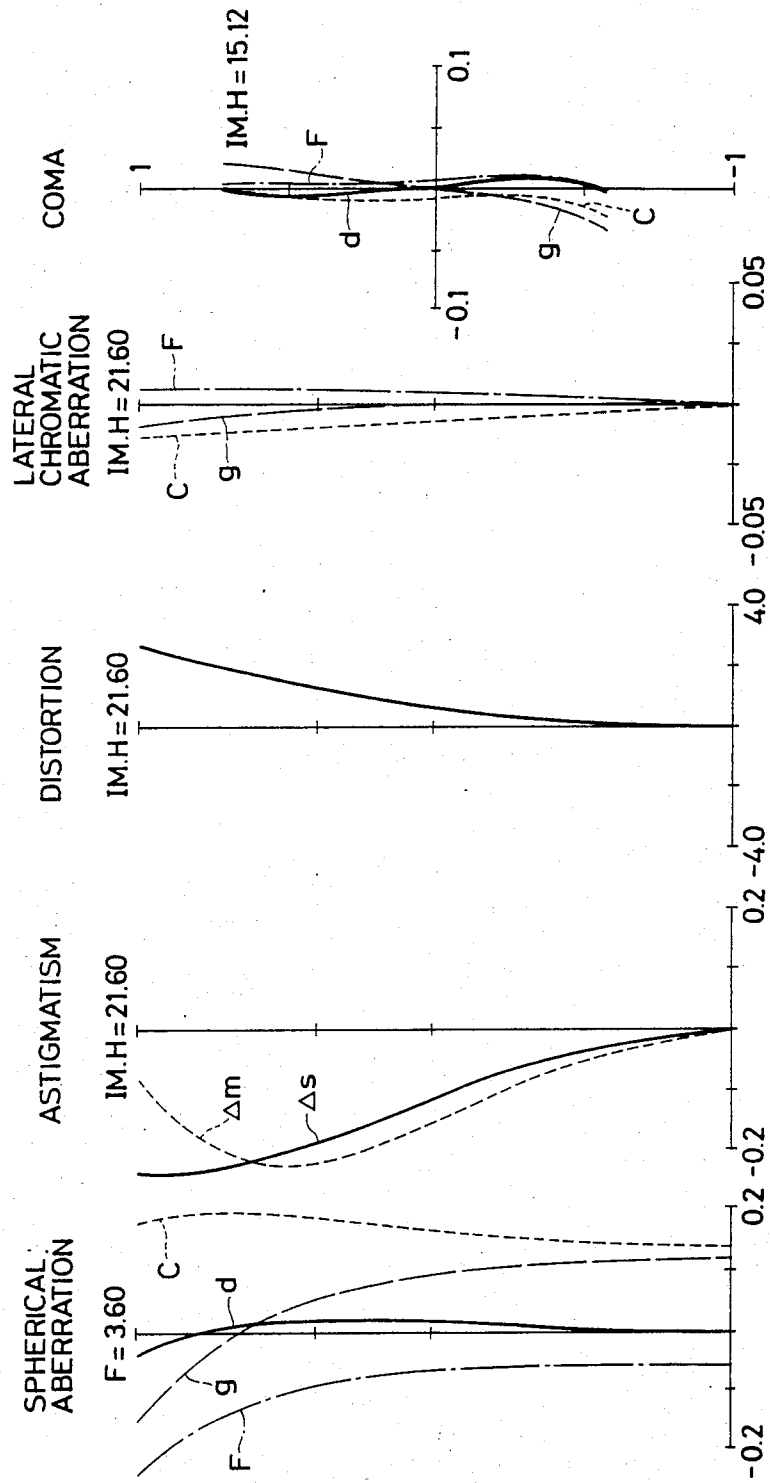 SPHERICAL
ABERRATION
F = 3.60
C
d
g
F
-0.2
0.2
ASTIGMATISM
IM.H = 21.60
Δm
Δs
-0.2
0.2
DISTORTION
IM.H = 21.60
-4.0
4.0
LATERAL
CHROMATIC
ABERRATION
IM.H = 21.60
C
g
F
-0.05
0.05
COMA
IM.H = 15.12
1
F
d
0.1
-0.1
g
C
-1